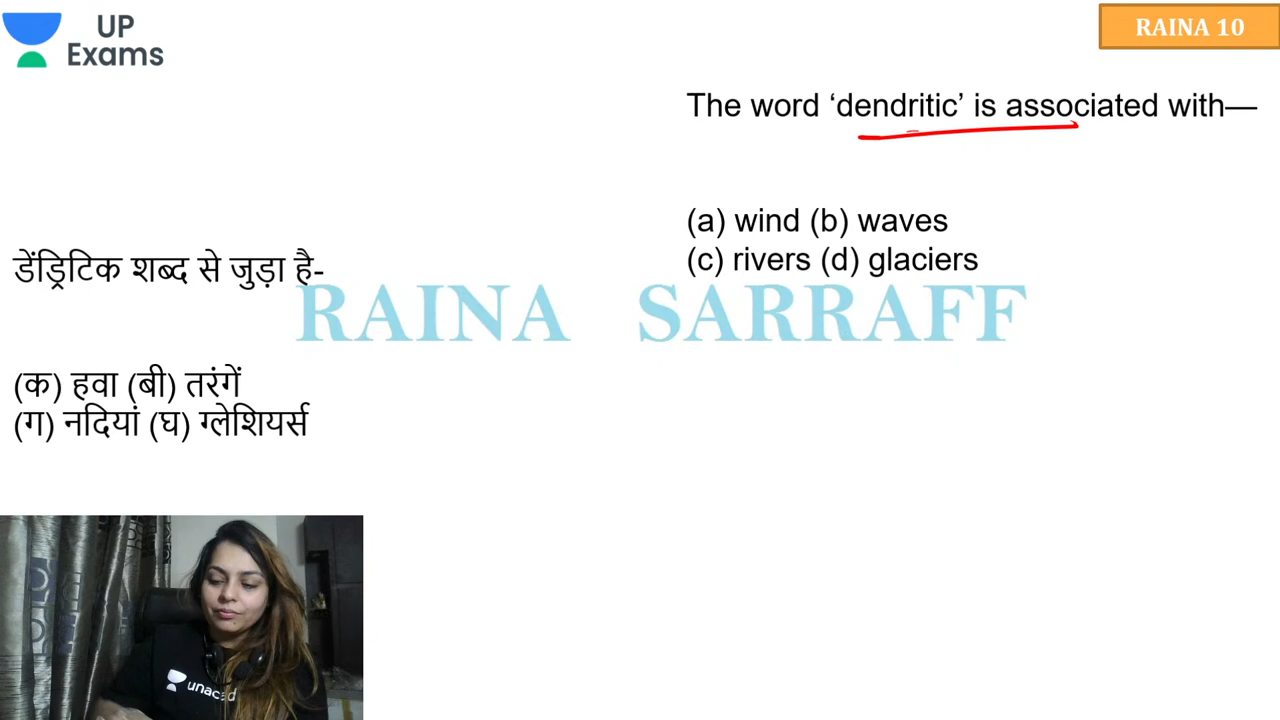 UP
Exams
RAINA 10
The word ‘dendritic’ is associated with—
(a) wind (b) waves
(c) rivers (d) glaciers
डेंड्रिटिक शब्द से जुड़ा है-
RAINA SARRAFF
(क) हवा (बी) तरंगें
(ग) नदियां (घ) ग्लेशियर्स
unacad